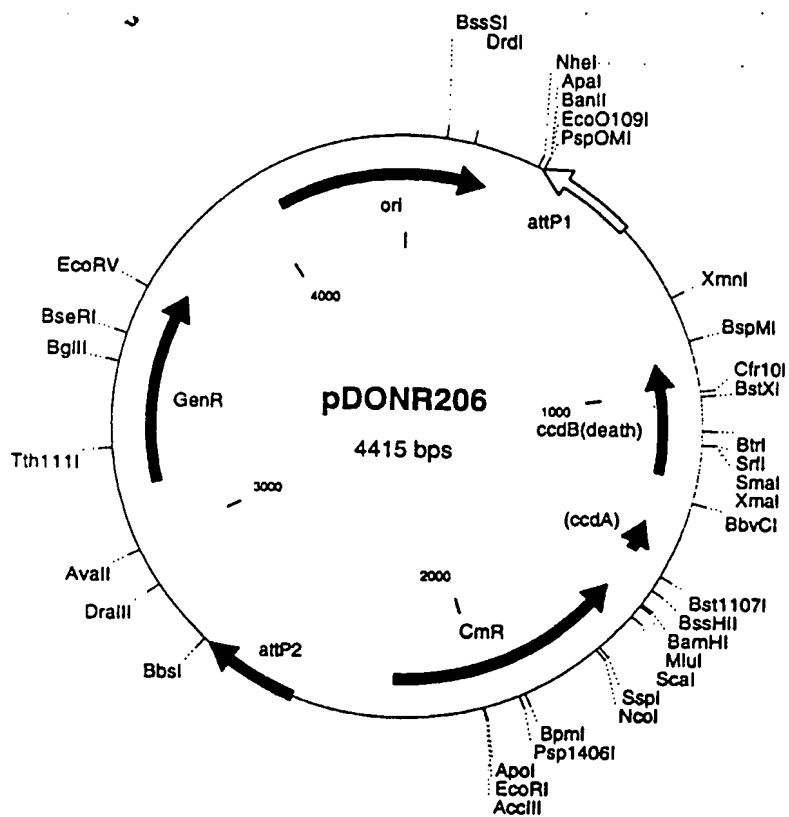 BssSI
DrdI
NheI
ApaI
BanII
EcoO109I
PspOMI
ori
attP1
EcoRV
4000
XmnI
BseRI
BspMI
BglII
GenR
pDONR206
1000
Cfr10I
BstXI
ccdB(death)
4415 bps
BtrI
Tth111I
SrfI
SmaI
3000
XmaI
(ccdA)
BbvCI
AvaII
2000
DraIII
Bst1107I
BssHII
CmR
BamHI
attP2
MluI
BbsI
ScaI
SspI
NcoI
BpmI
Psp1406I
ApoI
EcoRI
AccIII